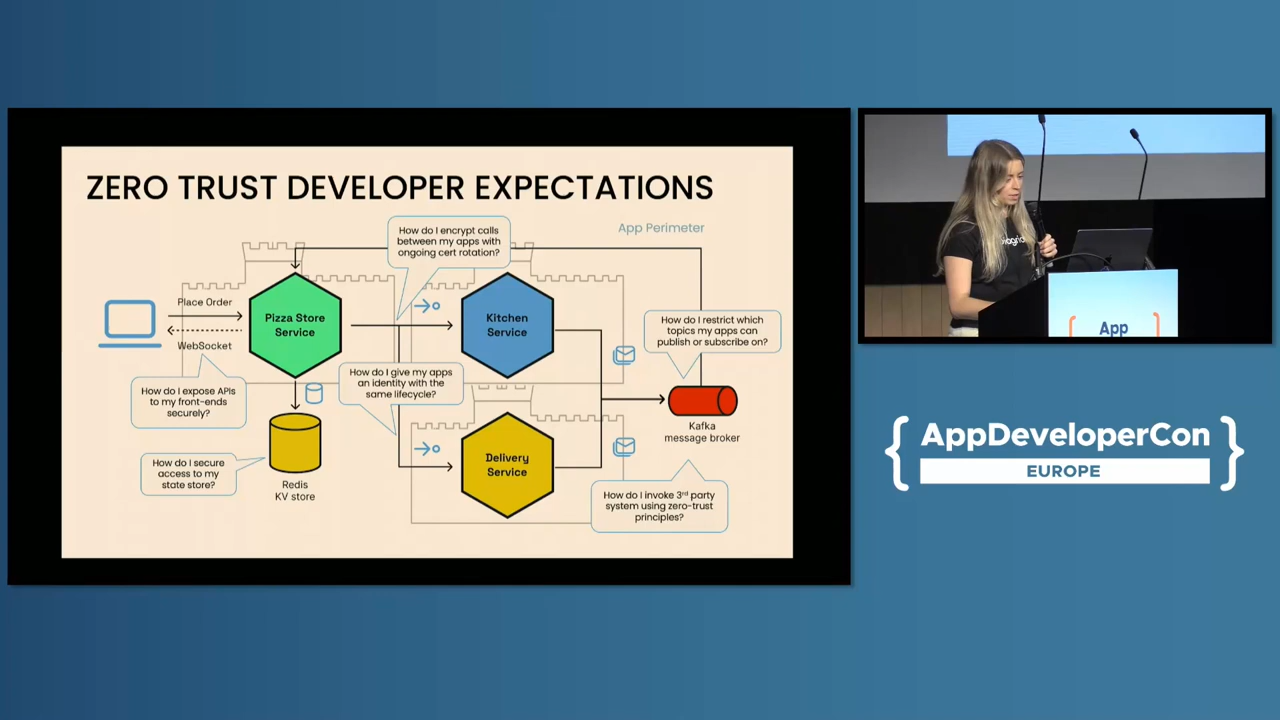 ZERO TRUST DEVELOPER EXPECTATIONS
App Perimeter
How do I encrypt calls
between my apps with
ongoing cert rotation?
Place Order
WebSocket
Pizza Store
Service
Kitchen
Service
How do I restrict which
topics my apps can
publish or subscribe on?
How do I expose APIs
to my front-ends
securely?
How do I give my apps
an identity with the
same lifecycle?
Kafka
message broker
How do I secure
access to my
state store?
Redis
KV store
Delivery
Service
How do I invoke 3rd party
system using zero-trust
principles?
App
{ AppDeveloperCon }
EUROPE